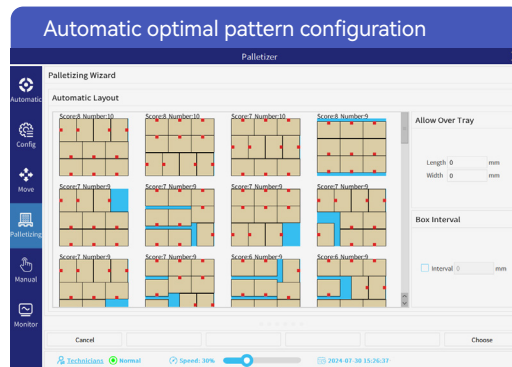 Automatic optimal pattern configuration
Palletizer
Palletizing Wizard
Automatic
Automatic Layout
Score:8 Number:10
Score:8 Number:10
Score:7 Number:10
Score:8 Number:9
Allow Over Tray
Config
Length 0 mm
Width 0 mm
Move
Score:7 Number:9
Score:7 Number:9
Score:7 Number:9
Score:7 Number:9
Palletizing
Box Interval
Score:7 Number:9
Score:7 Number:9
Score:6 Number:9
Score:6 Number:9
Manual
Interval 0 mm
Monitor
Cancel
Choose
Technicians Normal Speed: 30% 2024-07-30 15:26:37